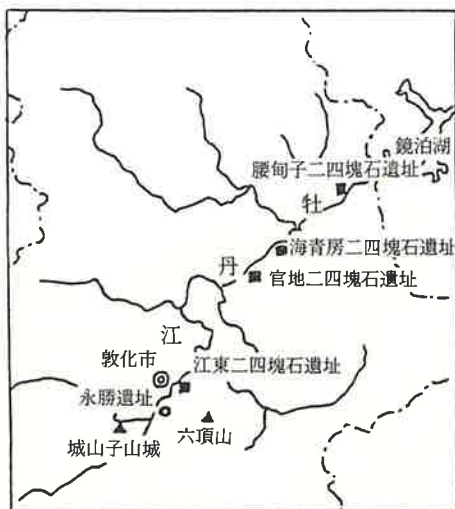 鏡泊湖
腰甸子二四塊石遺址
牡
海青房二四塊石遺址
丹
官地二四塊石遺址
江
江東二四塊石遺址
敦化市
永勝遺址
六頂山
城山子山城